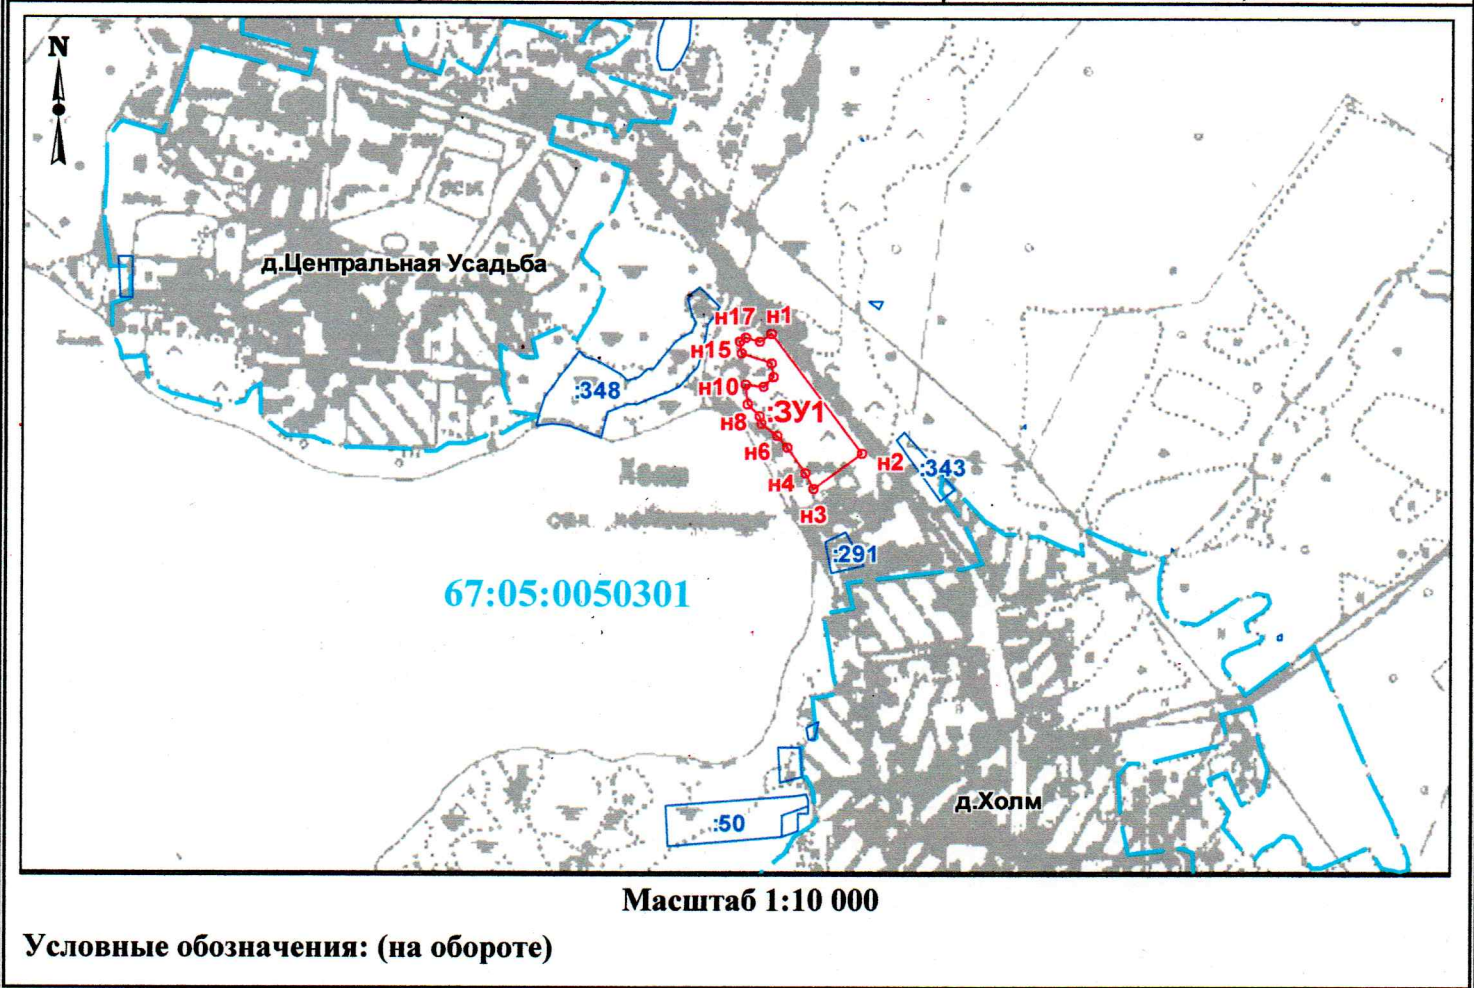 N
д.Центральная Усадьба
н17
н1
н15
н10
:348
:ЗУ1
н8
н6
н2
:343
н4
н3
:291
67:05:0050301
д.Холм
:50
Масштаб 1:10 000
Условные обозначения: (на обороте)